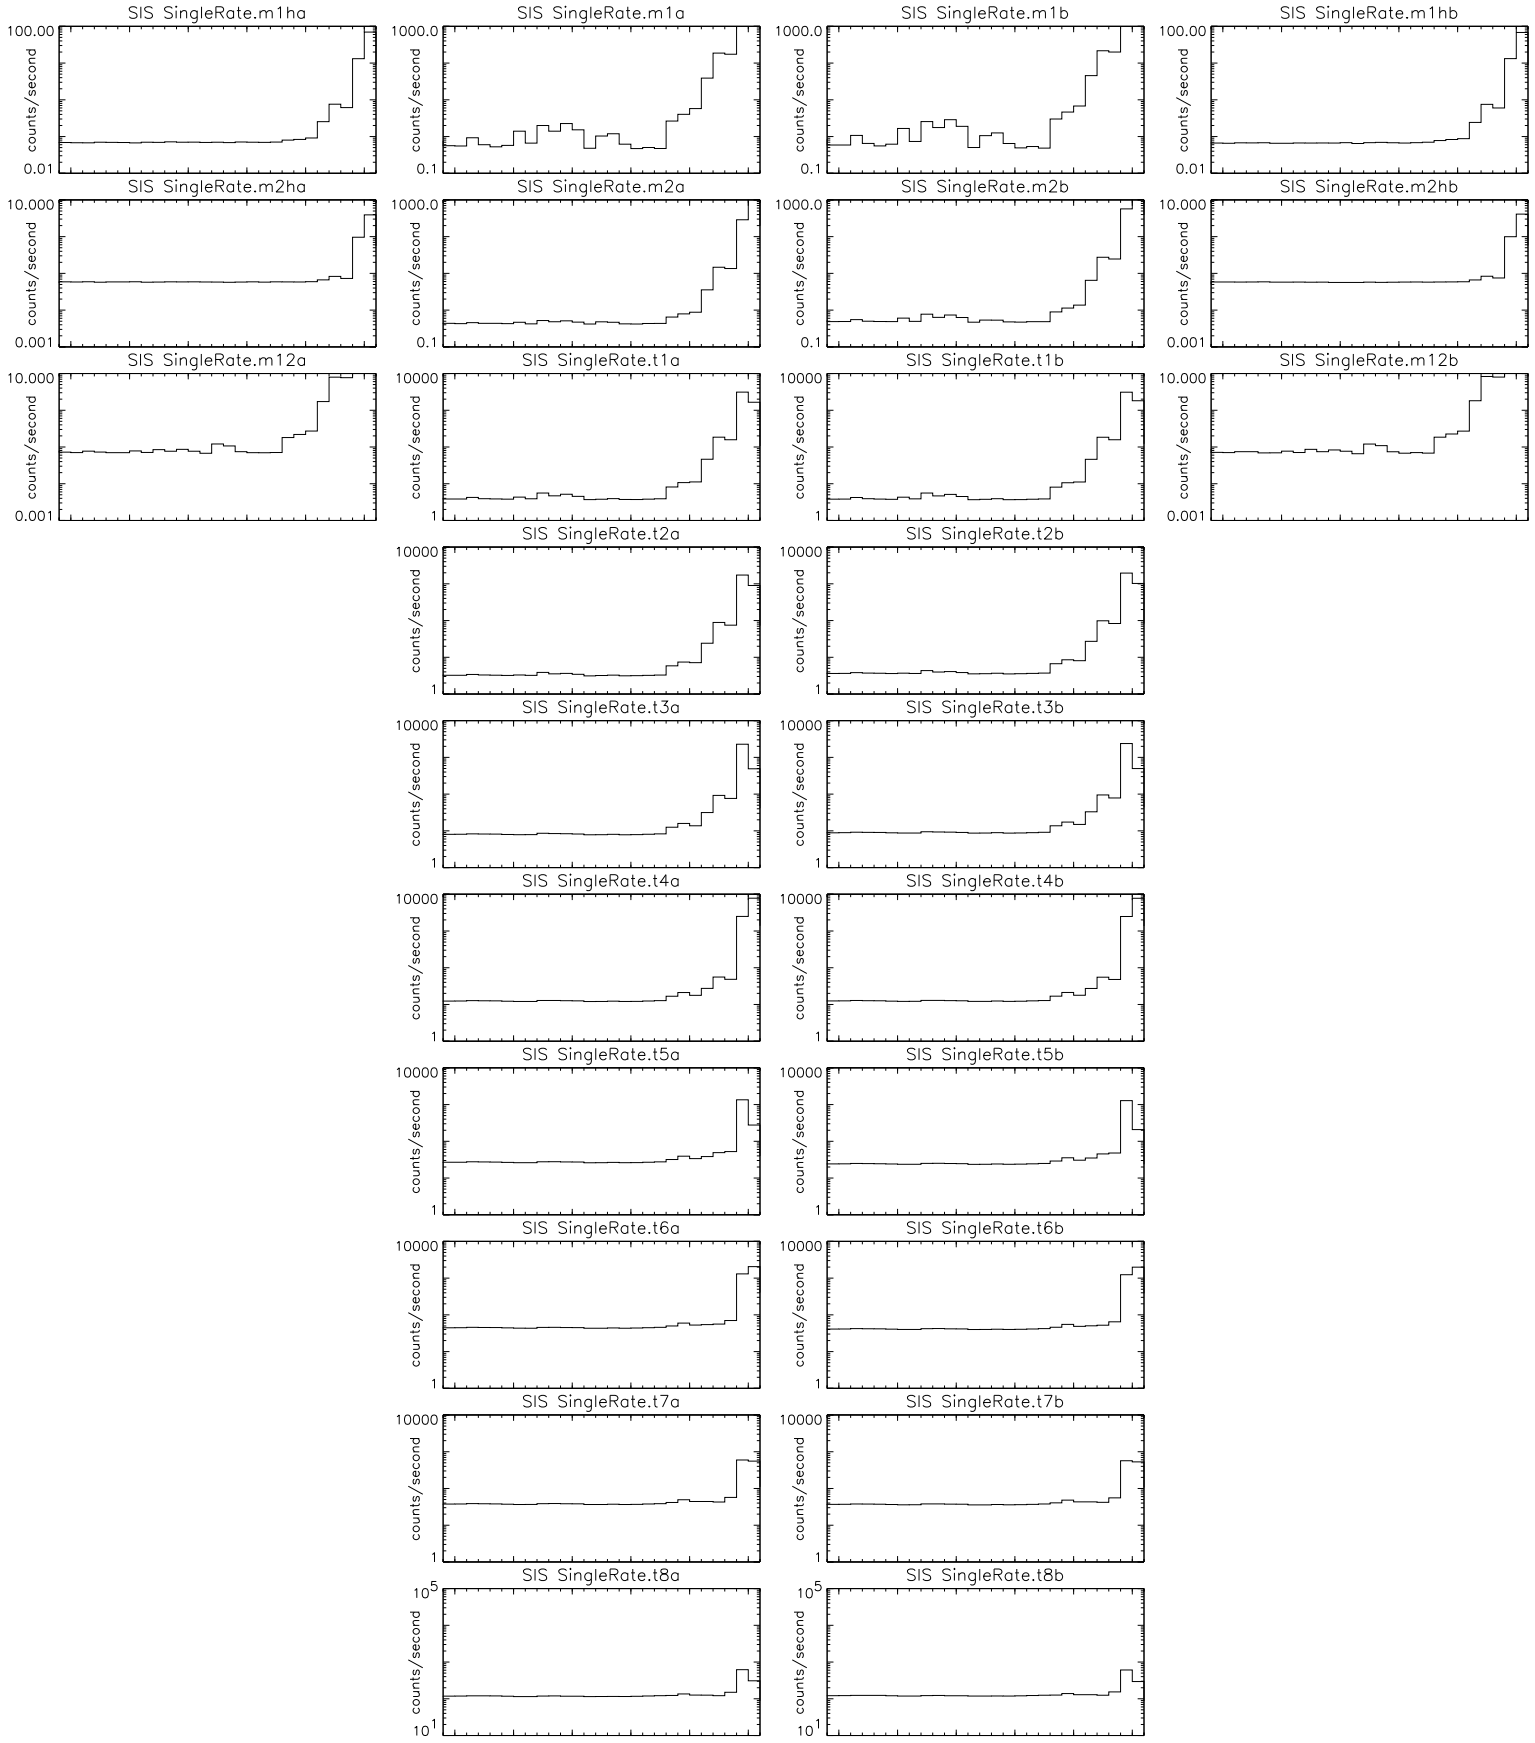 SIS SingleRate.m1ha
SIS SingleRate.m1a
SIS SingleRate.m1b
SIS SingleRate.m1hb
100.00
counts/second
0.01
1000.0
counts/second
0.1
1000.0
counts/second
0.1
100.00
counts/second
0.01
SIS SingleRate.m2ha
SIS SingleRate.m2a
SIS SingleRate.m2b
SIS SingleRate.m2hb
10.000
counts/second
0.001
1000.0
counts/second
0.1
1000.0
counts/second
0.1
10.000
counts/second
0.001
SIS SingleRate.m12a
SIS SingleRate.t1a
SIS SingleRate.t1b
SIS SingleRate.m12b
10.000
counts/second
0.001
10000
counts/second
1
10000
counts/second
1
10.000
counts/second
0.001
SIS SingleRate.t2a
SIS SingleRate.t2b
10000
counts/second
1
10000
counts/second
1
SIS SingleRate.t3a
SIS SingleRate.t3b
10000
counts/second
1
10000
counts/second
1
SIS SingleRate.t4a
SIS SingleRate.t4b
10000
counts/second
1
10000
counts/second
1
SIS SingleRate.t5a
SIS SingleRate.t5b
10000
counts/second
1
10000
counts/second
1
SIS SingleRate.t6a
SIS SingleRate.t6b
10000
counts/second
1
10000
counts/second
1
SIS SingleRate.t7a
SIS SingleRate.t7b
10000
counts/second
1
10000
counts/second
1
SIS SingleRate.t8a
SIS SingleRate.t8b
10⁵
counts/second
10¹
10⁵
counts/second
10¹